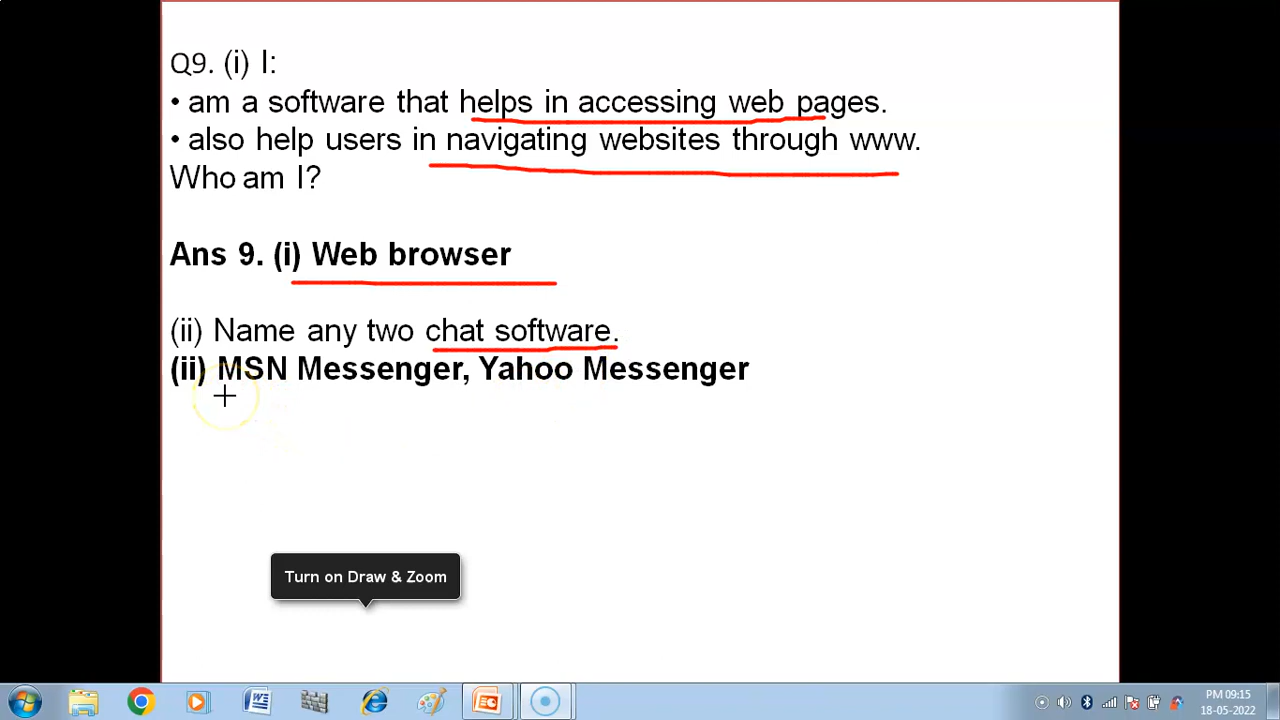 Q9. (i) I:
• am a software that helps in accessing web pages.
• also help users in navigating websites through www.
Who am I?
Ans 9. (i) Web browser
(ii) Name any two chat software.
(ii) MSN Messenger, Yahoo Messenger
Turn on Draw & Zoom
PM 09:15
18-05-2022